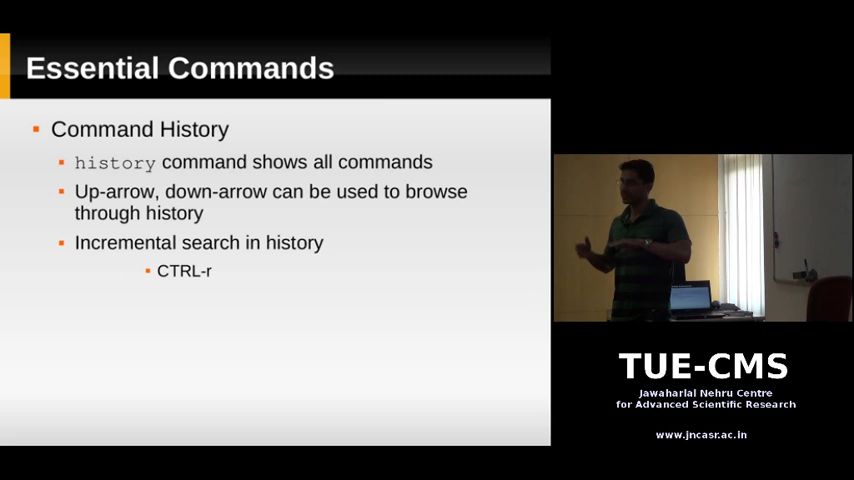 Essential Commands
Command History
history command shows all commands
Up-arrow, down-arrow can be used to browse
through history
Incremental search in history
CTRL-r
TUE-CMS
Jawaharlal Nehru Centre
for Advanced Scientific Research
www.jncasr.ac.in